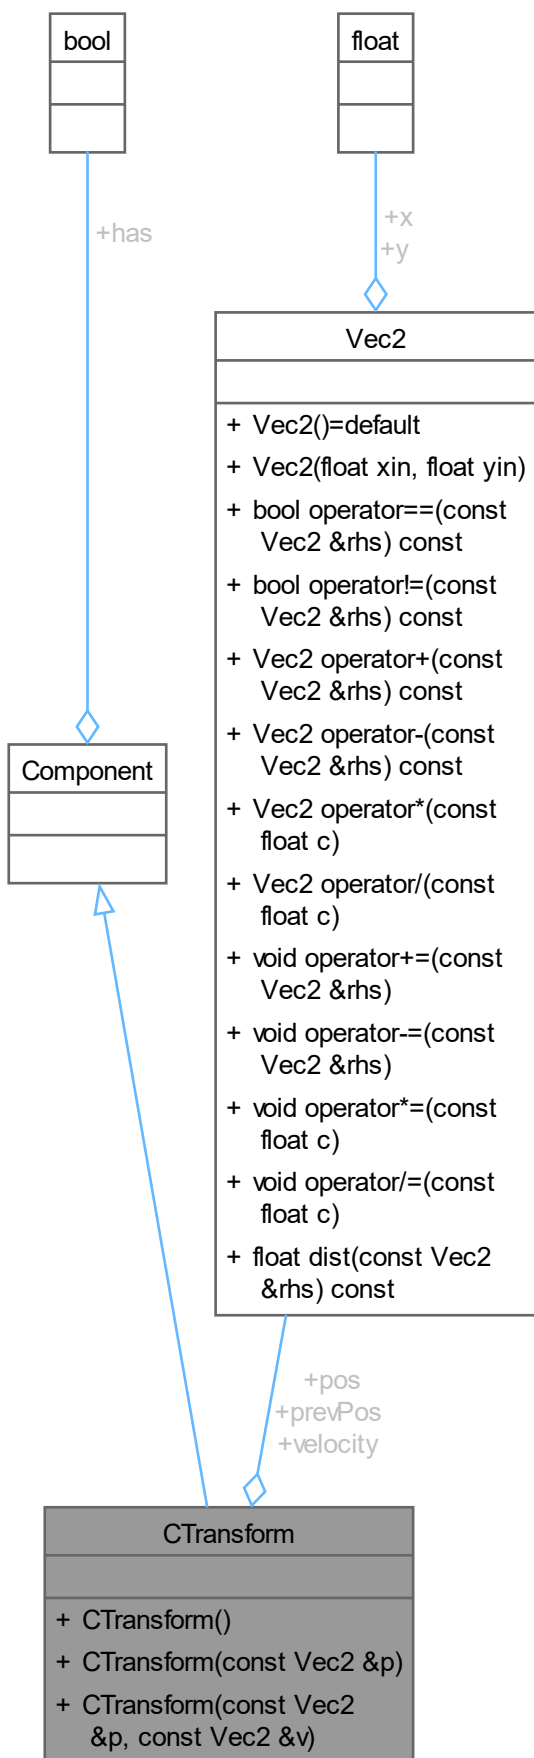 bool
float
+has
+x
+y
Vec2
+ Vec2()=default
+ Vec2(float xin, float yin)
+ bool operator==(const
Vec2 &rhs) const
+ bool operator!=(const
Vec2 &rhs) const
+ Vec2 operator+(const
Vec2 &rhs) const
+ Vec2 operator-(const
Vec2 &rhs) const
+ Vec2 operator*(const
float c)
+ Vec2 operator/(const
float c)
+ void operator+=(const
Vec2 &rhs)
+ void operator-=(const
Vec2 &rhs)
+ void operator*=(const
float c)
+ void operator/=(const
float c)
+ float dist(const Vec2
&rhs) const
Component
+pos
+prevPos
+velocity
CTransform
+ CTransform()
+ CTransform(const Vec2 &p)
+ CTransform(const Vec2
&p, const Vec2 &v)